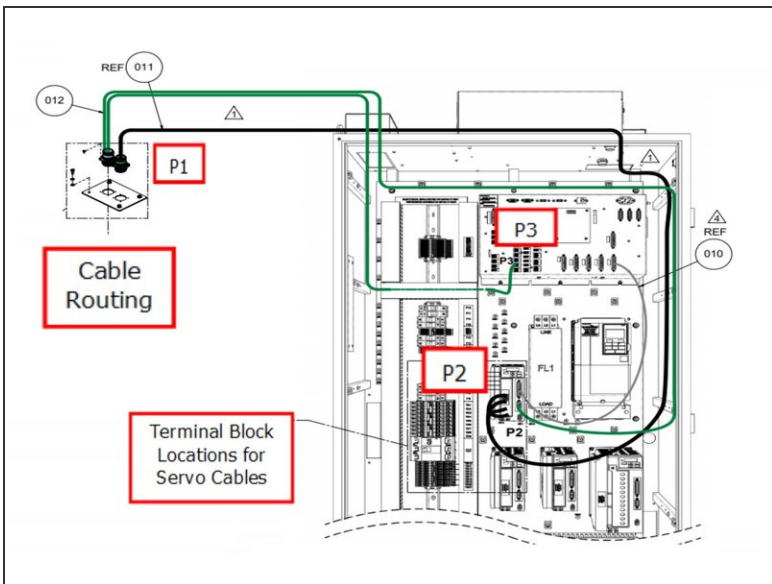 REF 011
012
1
P1
1
P3
P3
4
REF
010
Cable
Routing
LINE
P2
FL1
LOAD
P2
Terminal Block
Locations for
Servo Cables